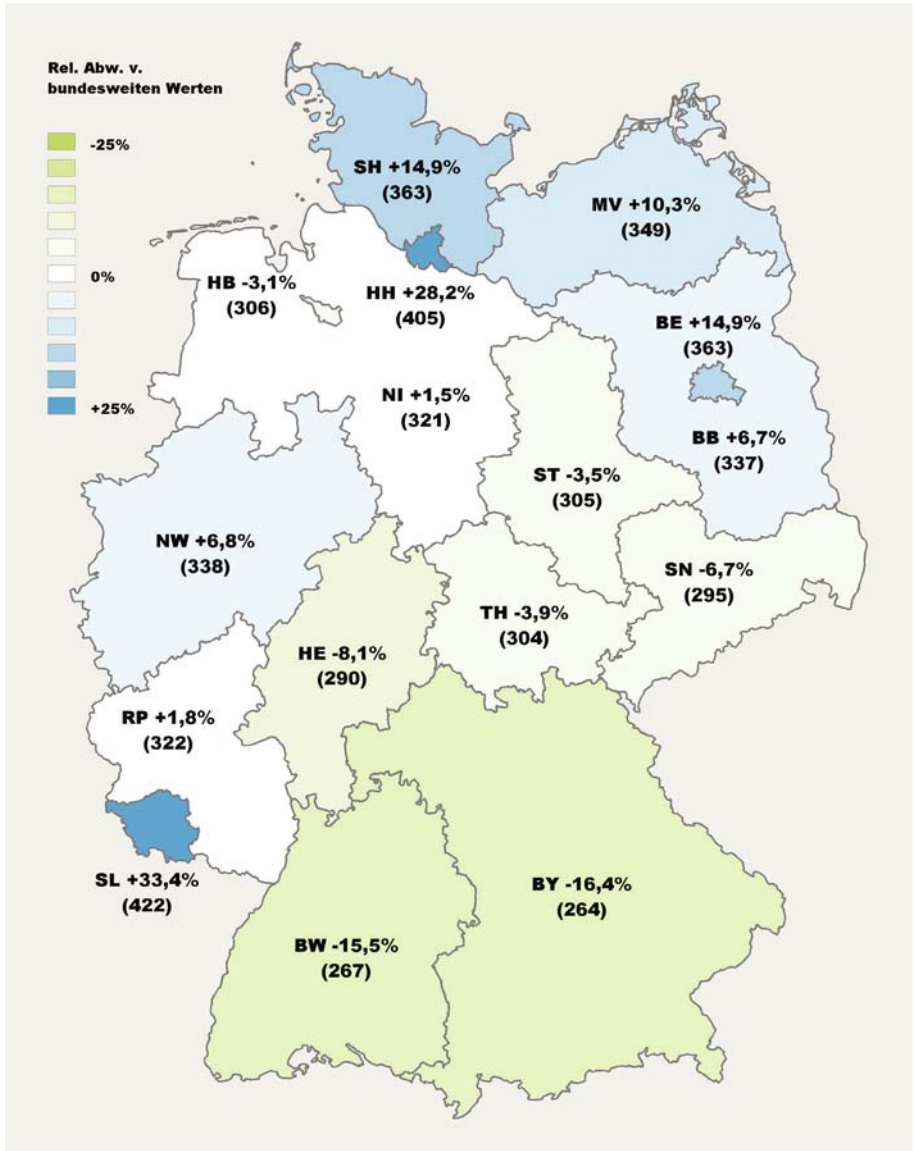 Rel. Abw. v.
bundesweiten Werten
-25%
0%
+25%
SH +14,9%
(363)
MV +10,3%
(349)
HB -3,1%
(306)
HH +28,2%
(405)
BE +14,9%
(363)
NI +1,5%
(321)
BB +6,7%
(337)
ST -3,5%
(305)
NW +6,8%
(338)
SN -6,7%
(295)
TH -3,9%
(304)
HE -8,1%
(290)
RP +1,8%
(322)
SL +33,4%
(422)
BY -16,4%
(264)
BW -15,5%
(267)